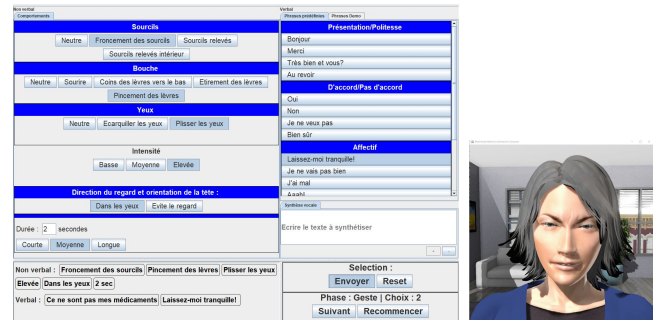 Non verbal
Comportements
Sourcils
Neutre Froncement des sourcils Sourcils relevés
Sourcils relevés intérieur
Bouche
Neutre Sourire Coins des lèvres vers le bas Etirement des lèvres
Pincement des lèvres
Yeux
Neutre Ecarquiller les yeux Plisser les yeux
Intensité
Basse Moyenne Elevée
Direction du regard et orientation de la tête :
Dans les yeux Evite le regard
Durée : 2 secondes
Courte Moyenne Longue
Non verbal : Froncement des sourcils Pincement des lèvres Plisser les yeux
Elevée Dans les yeux 2 sec
Verbal : Ce ne sont pas mes médicaments Laissez-moi tranquille!
Verbal
Phrases prédéfinies Phrases Demo
Présentation/Politesse
Bonjour
Merci
Très bien et vous?
Au revoir
D'accord/Pas d'accord
Oui
Non
Je ne veux pas
Bien sûr
Affectif
Laissez-moi tranquille!
Je ne vais pas bien
J'ai mal
Aaah!
Synthèse vocale
Ecrire le texte à synthétiser
Selection :
Envoyer Reset
Phase : Geste | Choix : 2
Suivant Recommencer